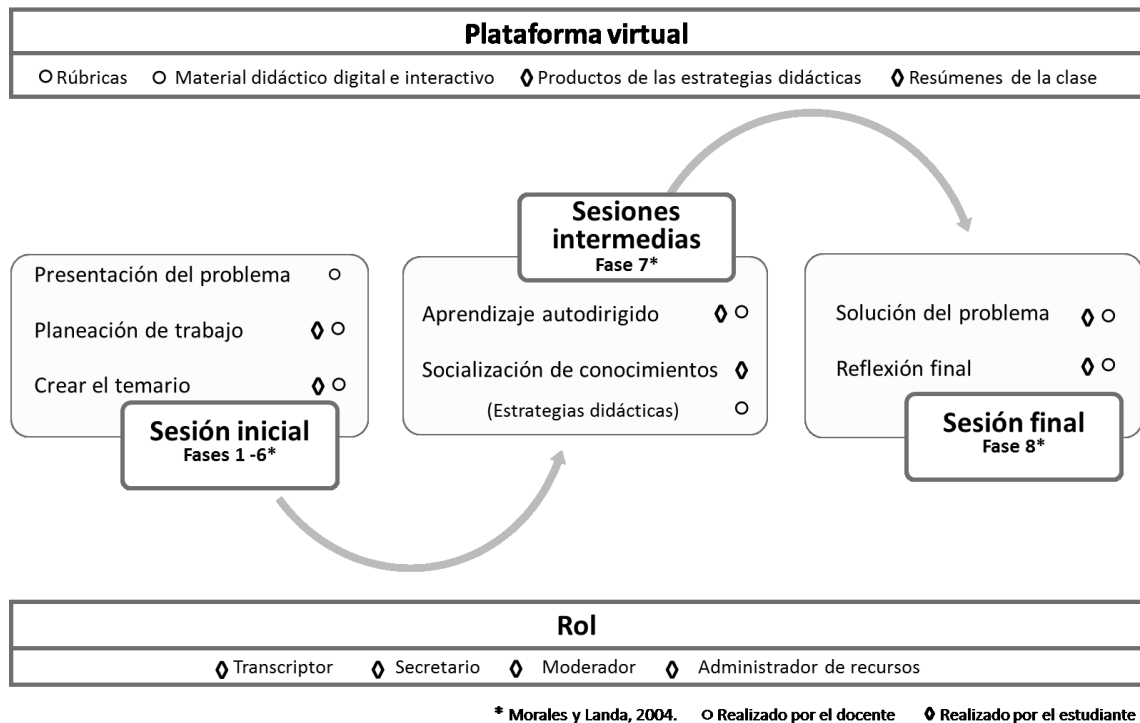 Plataforma virtual
○ Rúbricas ○ Material didáctico digital e interactivo ◊ Productos de las estrategias didácticas ◊ Resúmenes de la clase
Presentación del problema ○
Planeación de trabajo ◊ ○
Crear el temario ◊ ○
Sesión inicial
Fases 1 -6*
Sesiones
intermedias
Fase 7*
Aprendizaje autodirigido ◊ ○
Socialización de conocimientos ◊
(Estrategias didácticas) ○
Solución del problema ◊ ○
Reflexión final ◊ ○
Sesión final
Fase 8*
Rol
◊ Transcriptor ◊ Secretario ◊ Moderador ◊ Administrador de recursos
* Morales y Landa, 2004. ○ Realizado por el docente ◊ Realizado por el estudiante